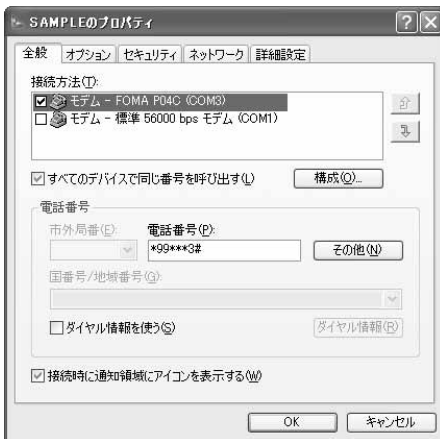 SAMPLEのプロパティ
全般 オプション セキュリティ ネットワーク 詳細設定
接続方法(T):
モデム - FOMA P04C (COM3)
モデム - 標準 56000 bps モデム (COM1)
すべてのデバイスで同じ番号を呼び出す(L) 構成(O)...
電話番号
市外局番(E): 電話番号(P):
*99***3# その他(N)
国番号/地域番号(G):
ダイヤル情報を使う(S) ダイヤル情報(R)
接続時に通知領域にアイコンを表示する(W)
OK キャンセル